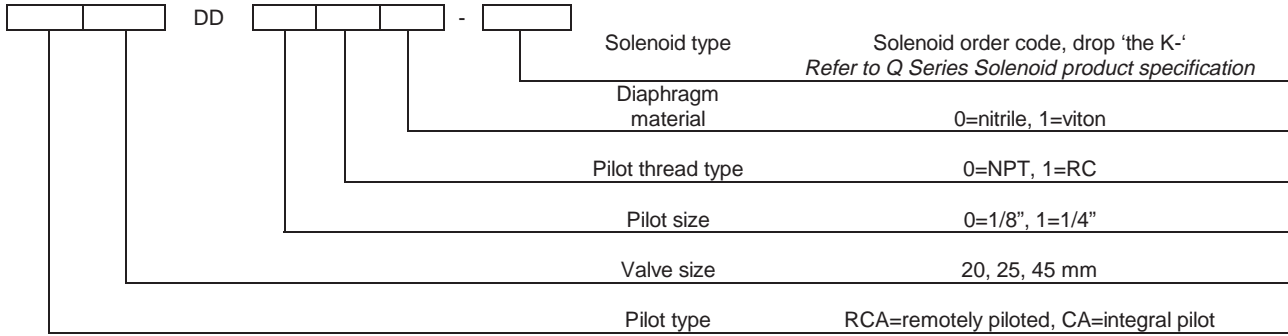 DD -
Solenoid type Solenoid order code, drop ‘the K-‘
Refer to Q Series Solenoid product specification
Diaphragm
material 0=nitrile, 1=viton
Pilot thread type 0=NPT, 1=RC
Pilot size 0=1/8”, 1=1/4”
Valve size 20, 25, 45 mm
Pilot type RCA=remotely piloted, CA=integral pilot